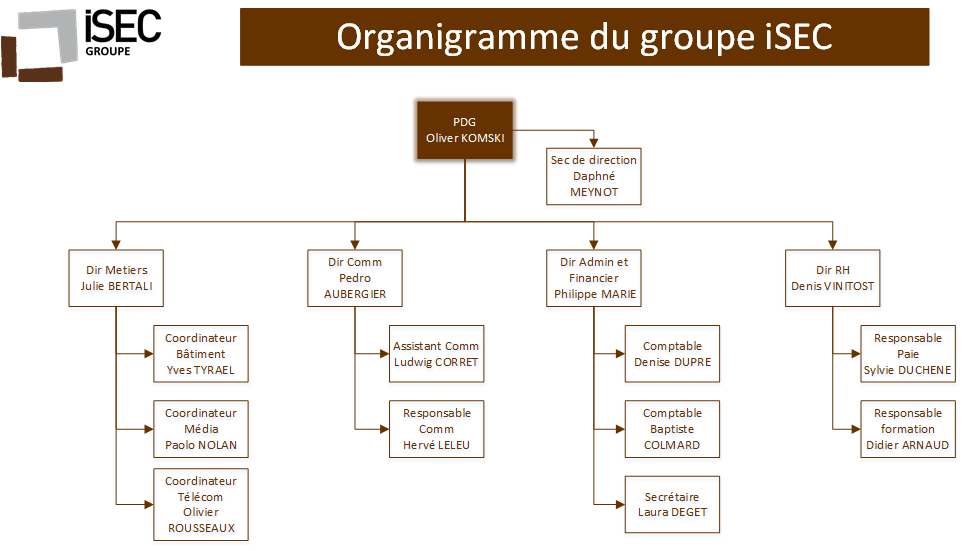 iSEC
GROUPE
Organigramme du groupe iSEC
PDG
Oliver KOMSKI
Sec de direction
Daphné
MEYNOT
Dir Metiers
Julie BERTALI
Dir Comm
Pedro
AUBERGIER
Dir Admin et
Financier
Philippe MARIE
Dir RH
Denis VINITOST
Coordinateur
Bâtiment
Yves TYRAEL
Assistant Comm
Ludwig CORRET
Comptable
Denise DUPRE
Responsable
Paie
Sylvie DUCHENE
Coordinateur
Média
Paolo NOLAN
Responsable
Comm
Hervé LELEU
Comptable
Baptiste
COLMARD
Responsable
formation
Didier ARNAUD
Coordinateur
Télécom
Olivier
ROUSSEAUX
Secrétaire
Laura DEGET